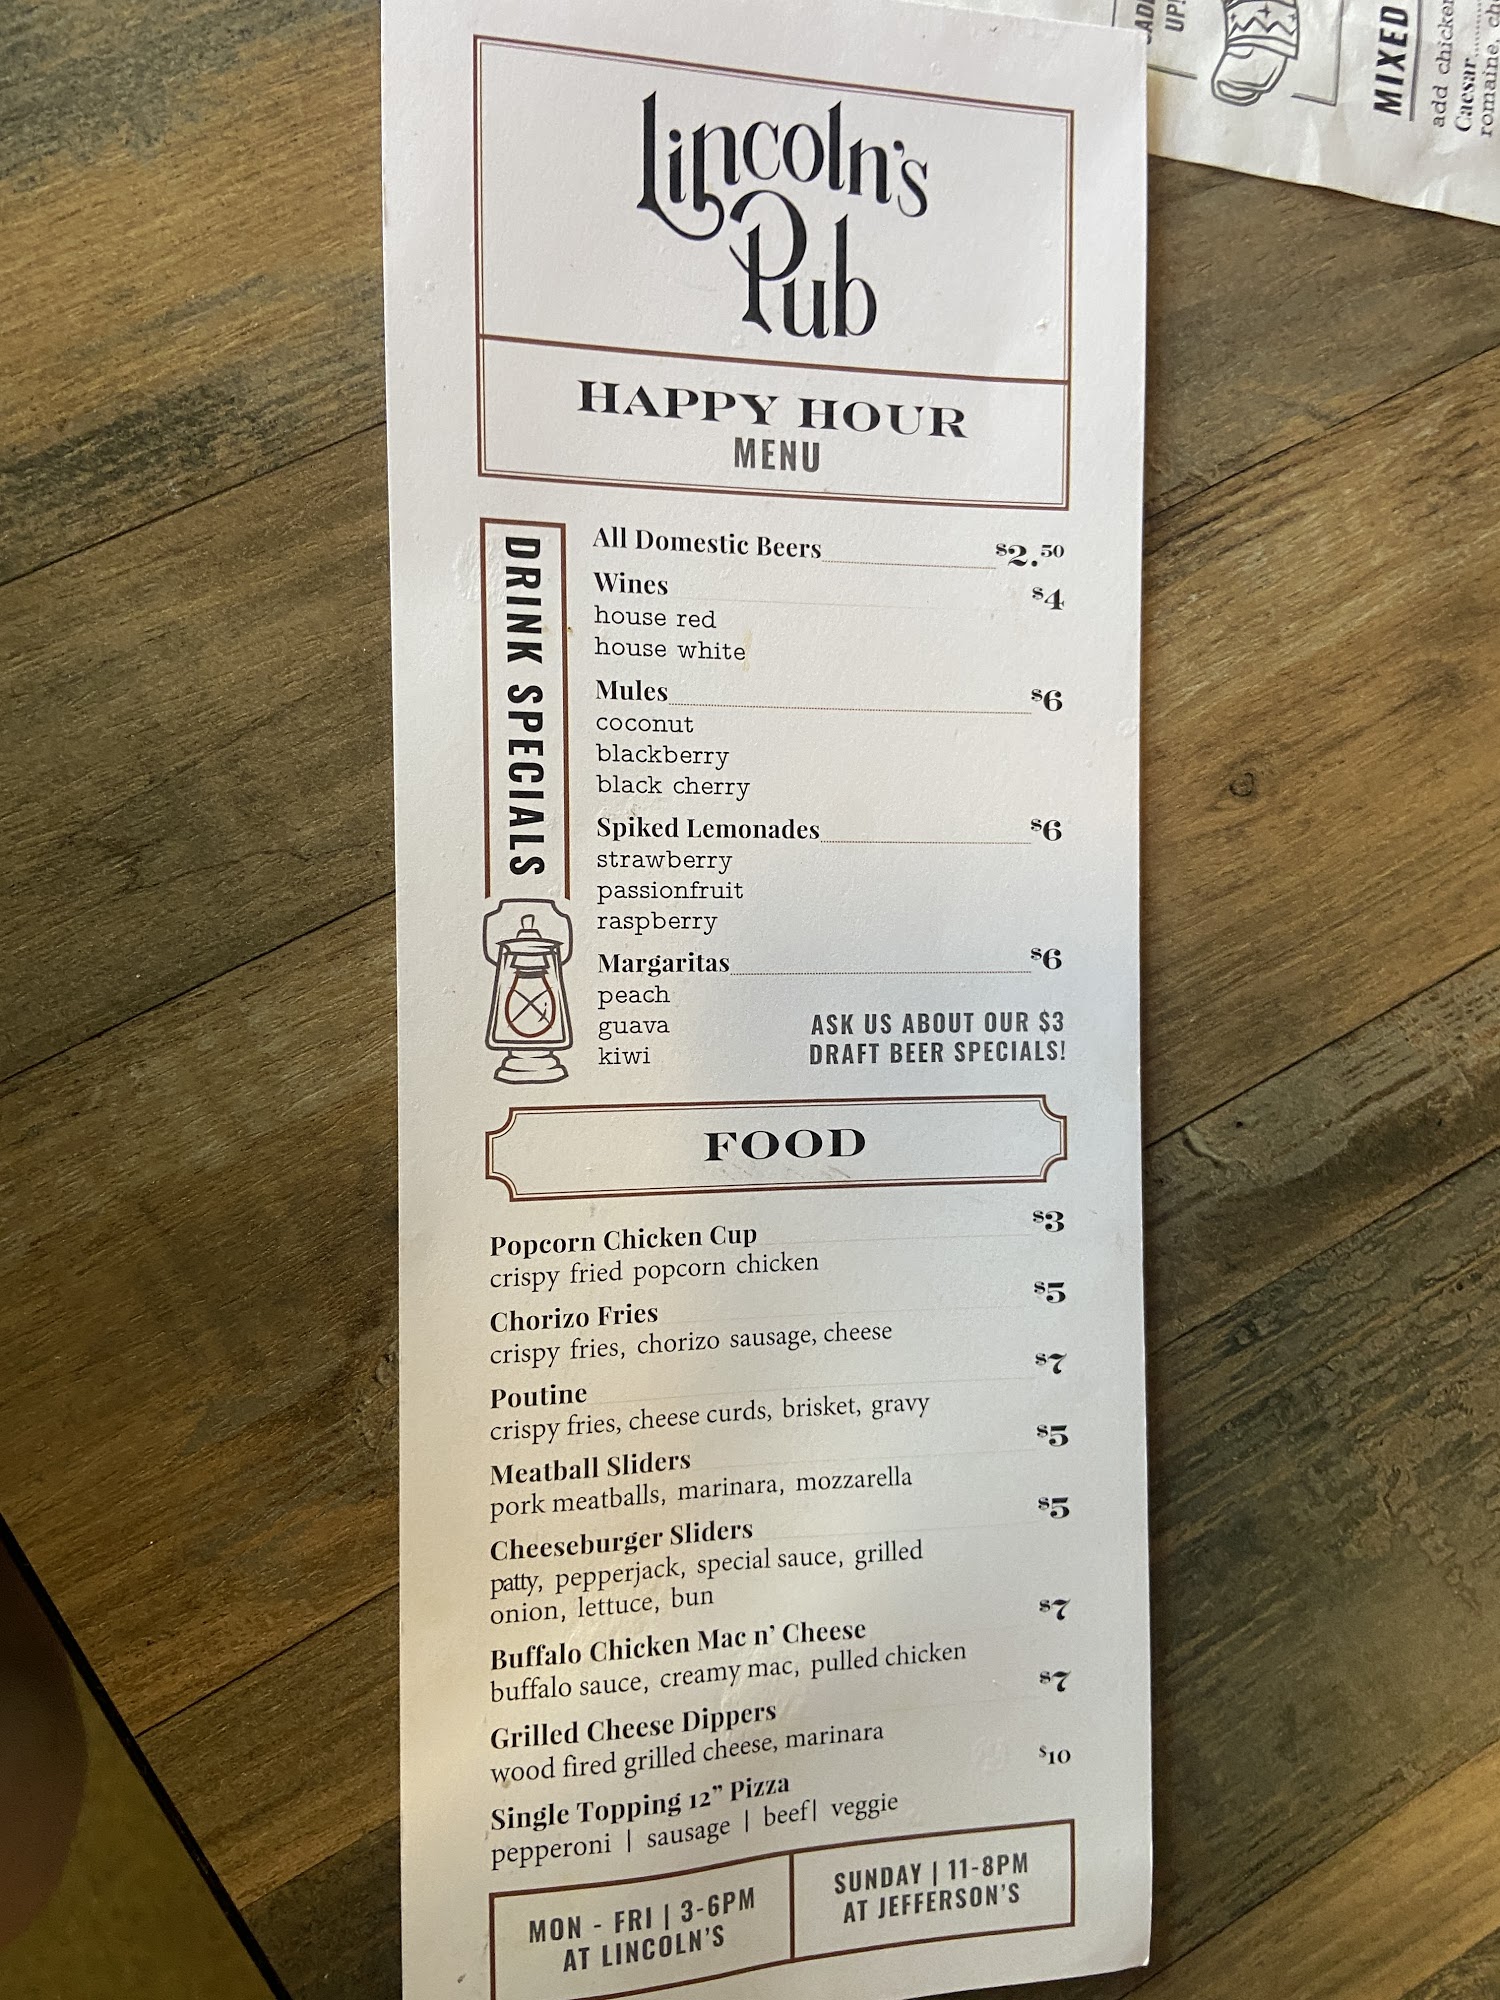 Lincoln's
Pub
HAPPY HOUR
MENU
DRINK SPECIALS
All Domestic Beers $2.50
Wines $4
house red
house white
Mules $6
coconut
blackberry
black cherry
Spiked Lemonades $6
strawberry
passionfruit
raspberry
Margaritas $6
peach
guava
kiwi
ASK US ABOUT OUR $3
DRAFT BEER SPECIALS!
FOOD
Popcorn Chicken Cup $3
crispy fried popcorn chicken
Chorizo Fries $5
crispy fries, chorizo sausage, cheese
Poutine $7
crispy fries, cheese curds, brisket, gravy
Meatball Sliders $5
pork meatballs, marinara, mozzarella
Cheeseburger Sliders $5
patty, pepperjack, special sauce, grilled
onion, lettuce, bun
Buffalo Chicken Mac n' Cheese $7
buffalo sauce, creamy mac, pulled chicken
Grilled Cheese Dippers $7
wood fired grilled cheese, marinara
Single Topping 12" Pizza $10
pepperoni | sausage | beef| veggie
MON - FRI | 3-6PM
AT LINCOLN'S
SUNDAY | 11-8PM
AT JEFFERSON'S
UP!
MIXED
add chicken
Caesar
romaine,